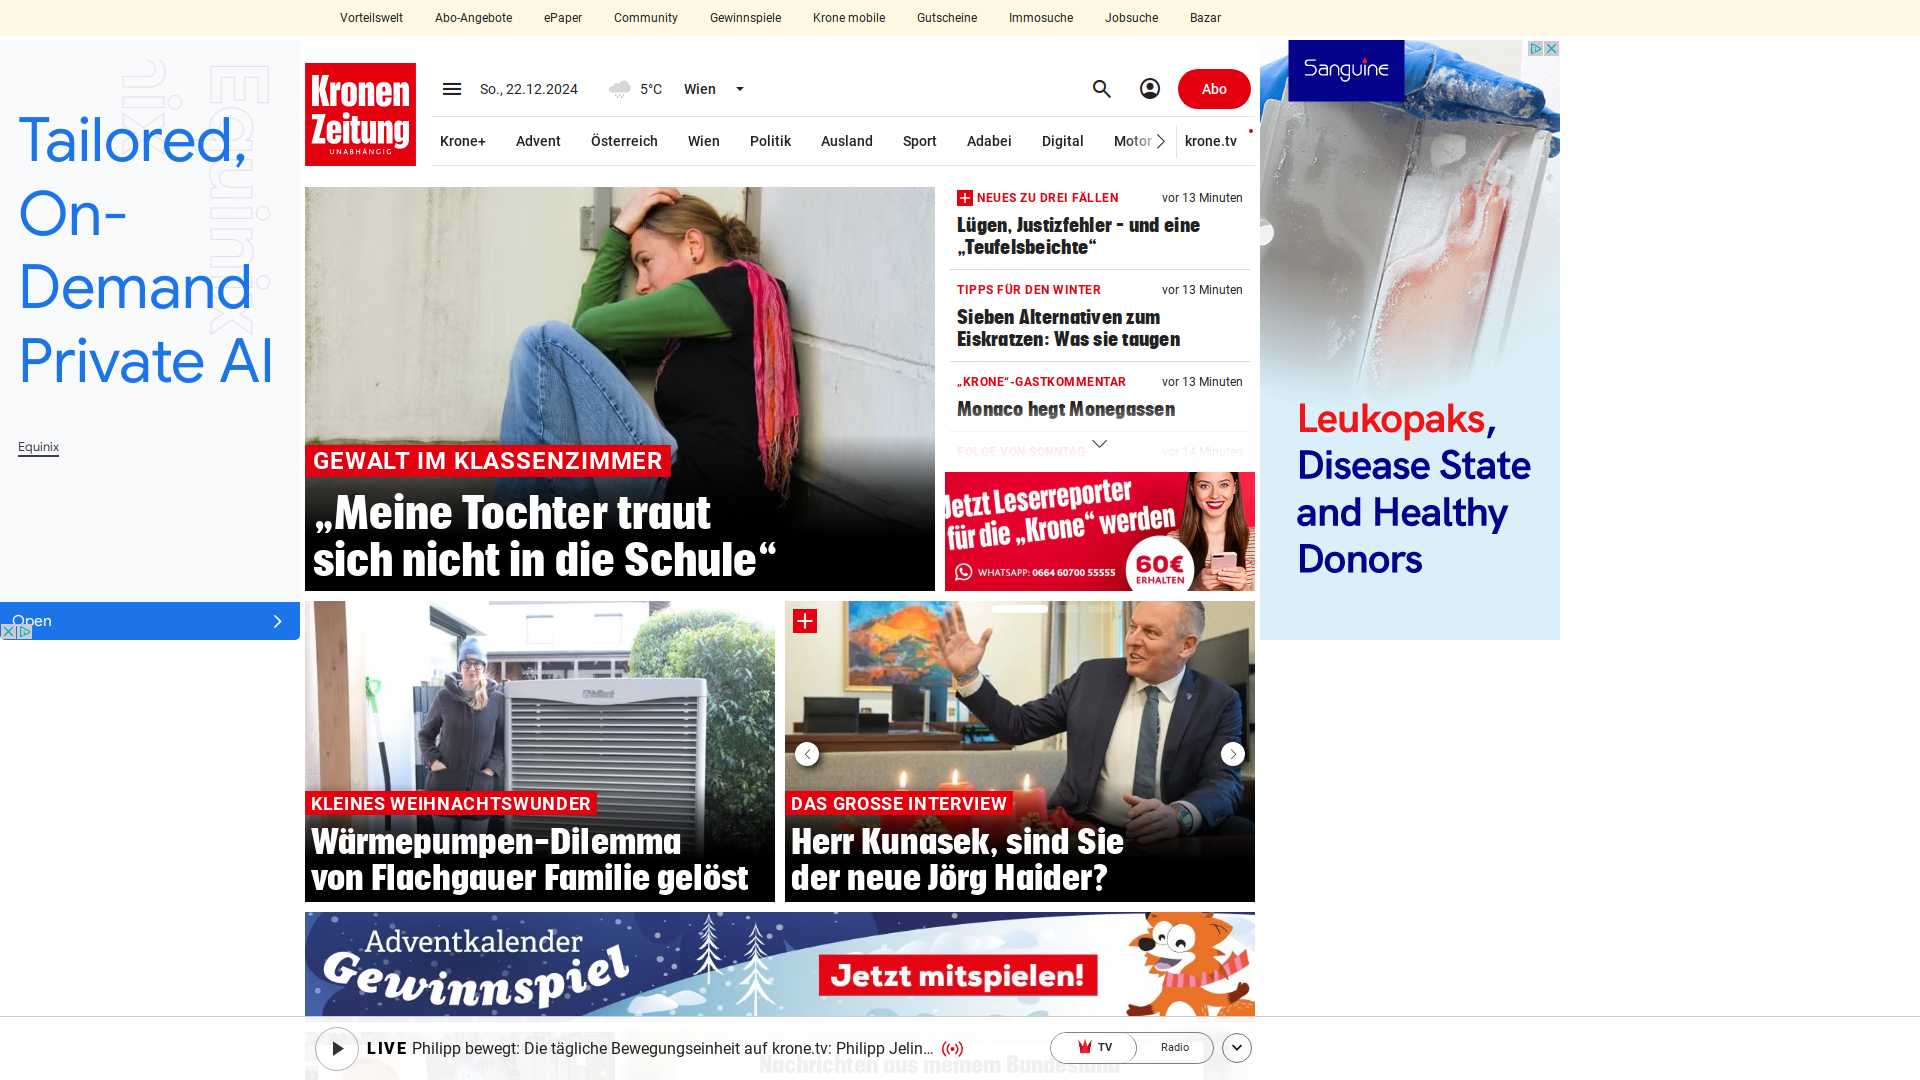 Vorteilswelt
Abo-Angebote
ePaper
Community
Gewinnspiele
Krone mobile
Gutscheine
Immosuche
Jobsuche
Bazar
Equinix
Tailored,
On-
Demand
Private AI
Equinix
Open
Kronen
Zeitung
UNABHÄNGIG
So., 22.12.2024
5°C
Wien
Abo
Krone+
Advent
Österreich
Wien
Politik
Ausland
Sport
Adabei
Digital
Motor
krone.tv
GEWALT IM KLASSENZIMMER
„Meine Tochter traut
sich nicht in die Schule“
NEUES ZU DREI FÄLLEN
vor 13 Minuten
Lügen, Justizfehler – und eine
„Teufelsbeichte“
TIPPS FÜR DEN WINTER
vor 13 Minuten
Sieben Alternativen zum
Eiskratzen: Was sie taugen
„KRONE“-GASTKOMMENTAR
vor 13 Minuten
Monaco hegt Monegassen
FOLGE VON SONNTAG
vor 14 Minuten
Jetzt Leserreporter
für die „Krone“ werden
WHATSAPP: 0664 60700 55555
60€
ERHALTEN
Sanguine
Leukopaks,
Disease State
and Healthy
Donors
Vaillant
KLEINES WEIHNACHTSWUNDER
Wärmepumpen-Dilemma
von Flachgauer Familie gelöst
DAS GROSSE INTERVIEW
Herr Kunasek, sind Sie
der neue Jörg Haider?
Adventkalender
Gewinnspiel
Jetzt mitspielen!
LIVE Philipp bewegt: Die tägliche Bewegungseinheit auf krone.tv: Philipp Jelin...
TV
Radio
Nachrichten aus meinem Bundesland